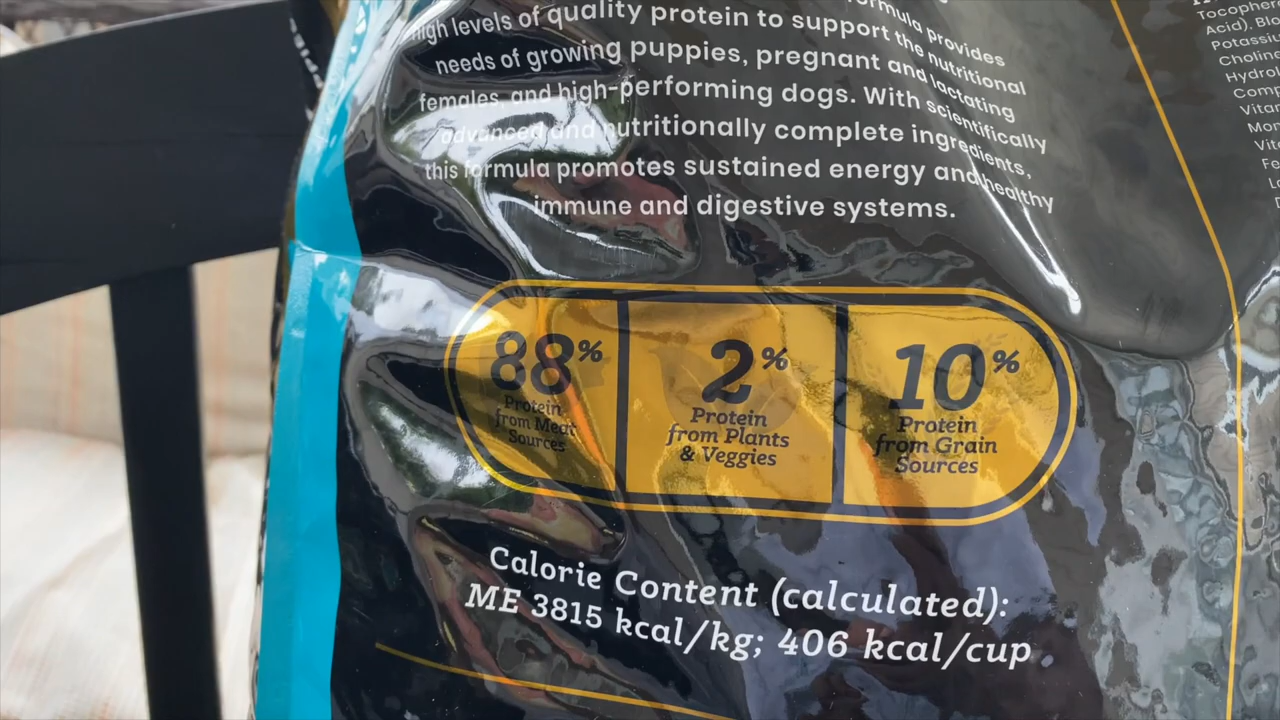 formula provides
high levels of quality protein to support the nutritional
needs of growing puppies, pregnant and lactating
females, and high-performing dogs. With scientifically
advanced and nutritionally complete ingredients,
this formula promotes sustained energy and healthy
immune and digestive systems.
88%
Protein
from Meat
Sources
2%
Protein
from Plants
& Veggies
10%
Protein
from Grain
Sources
Calorie Content (calculated):
ME 3815 kcal/kg; 406 kcal/cup
Acid),